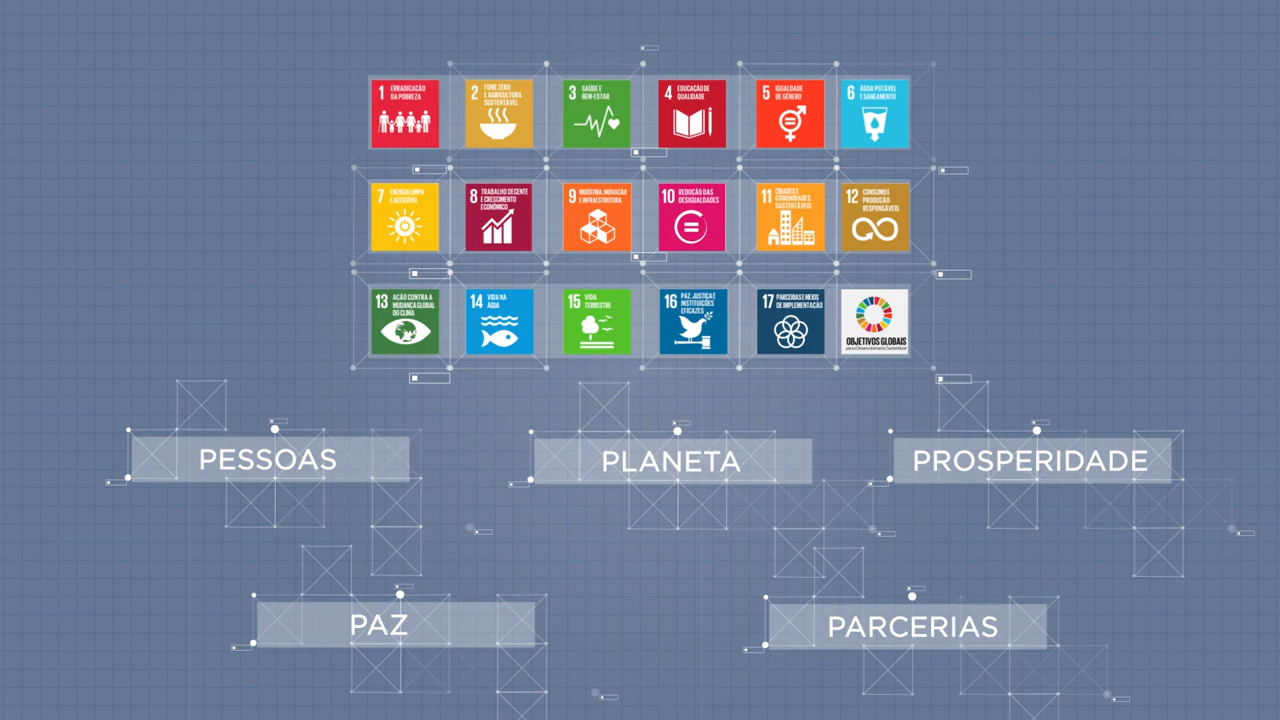 1 ERRADICAÇÃO
DA POBREZA
2 FOME ZERO
E AGRICULTURA
SUSTENTÁVEL
3 SAÚDE E
BEM-ESTAR
4 EDUCAÇÃO DE
QUALIDADE
5 IGUALDADE
DE GÊNERO
6 ÁGUA POTÁVEL
E SANEAMENTO
7 ENERGIA LIMPA
E ACESSÍVEL
8 TRABALHO DECENTE
E CRESCIMENTO
ECONÔMICO
9 INDÚSTRIA, INOVAÇÃO
E INFRAESTRUTURA
10 REDUÇÃO DAS
DESIGUALDADES
11 CIDADES E
COMUNIDADES
SUSTENTÁVEIS
12 CONSUMO E
PRODUÇÃO
RESPONSÁVEIS
13 AÇÃO CONTRA A
MUDANÇA GLOBAL
DO CLIMA
14 VIDA NA
ÁGUA
15 VIDA
TERRESTRE
16 PAZ, JUSTIÇA E
INSTITUIÇÕES
EFICAZES
17 PARCERIAS E MEIOS
DE IMPLEMENTAÇÃO
OBJETIVOS GLOBAIS
para o Desenvolvimento Sustentável
PESSOAS
PLANETA
PROSPERIDADE
PAZ
PARCERIAS